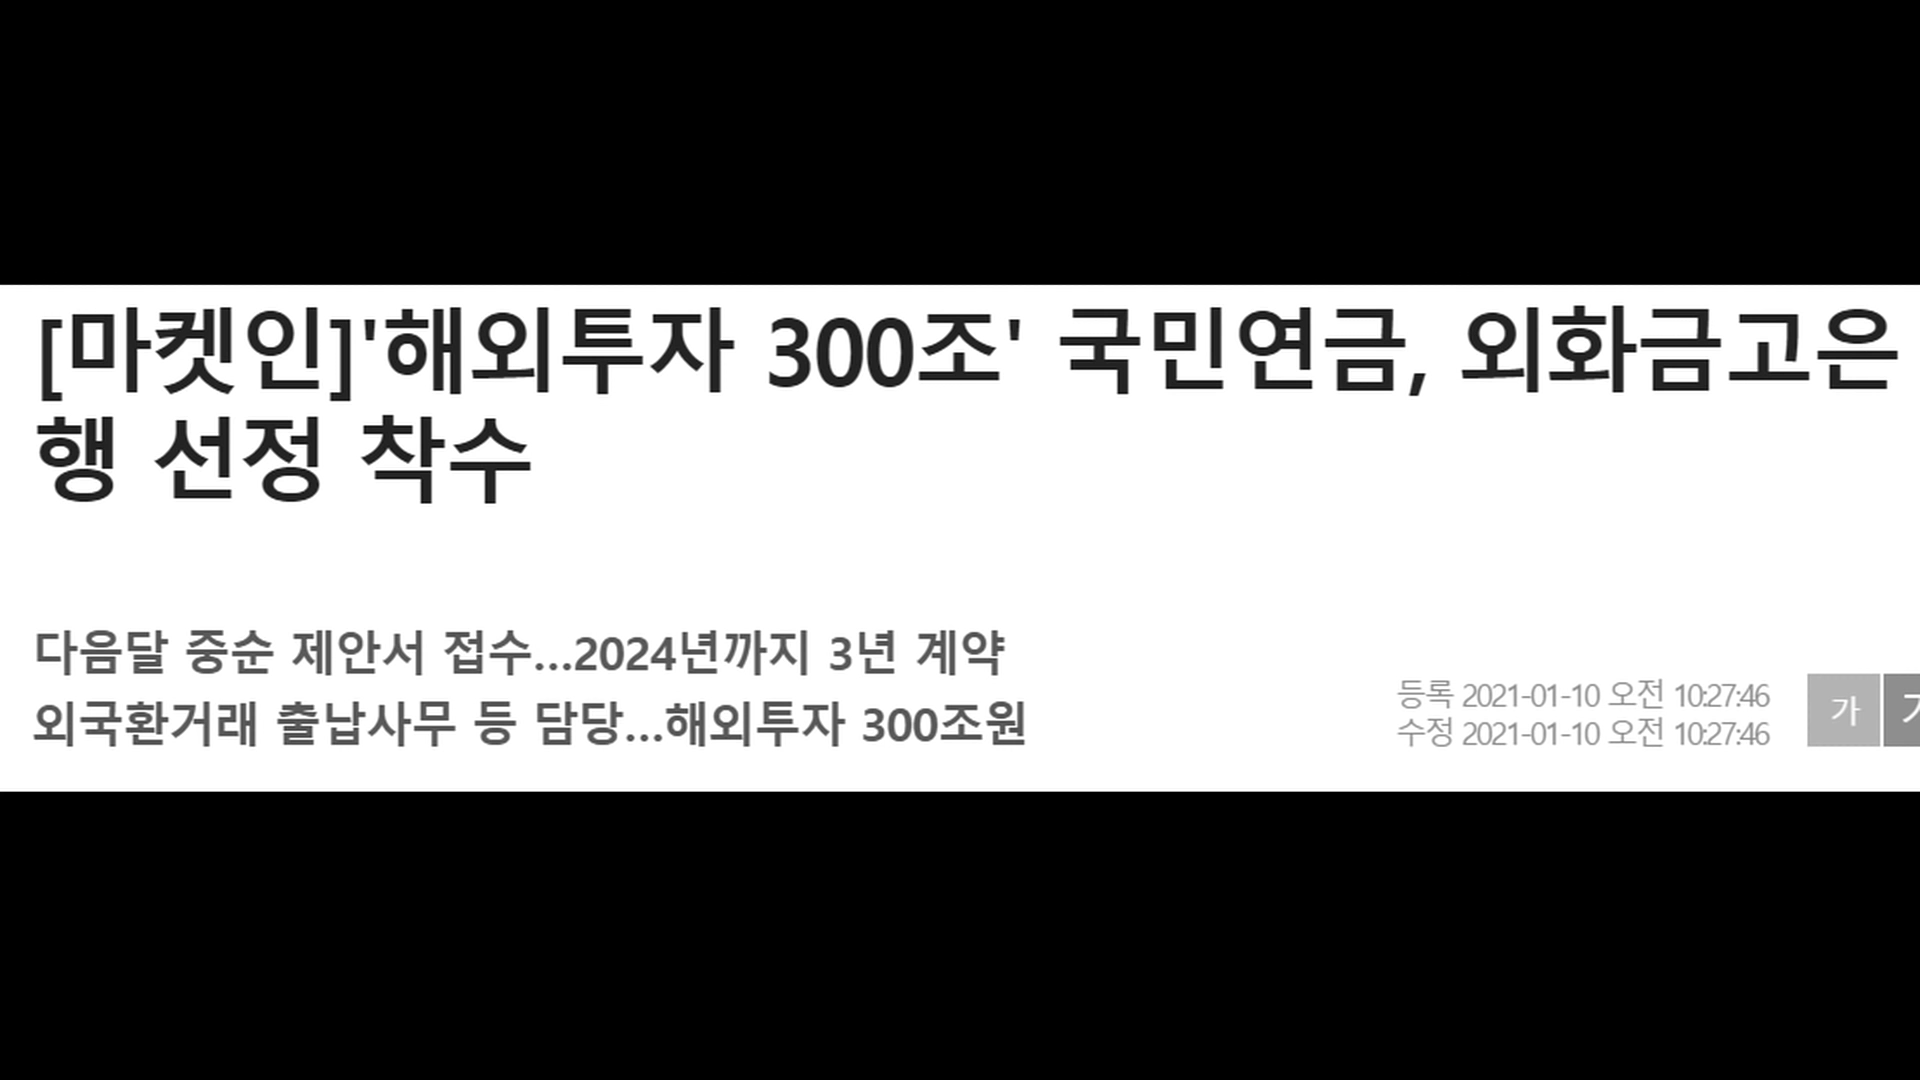 [마켓인]'해외투자 300조' 국민연금, 외화금고은
행 선정 착수
다음달 중순 제안서 접수...2024년까지 3년 계약
외국환거래 출납사무 등 담당...해외투자 300조원
등록 2021-01-10 오전 10:27:46
수정 2021-01-10 오전 10:27:46
가